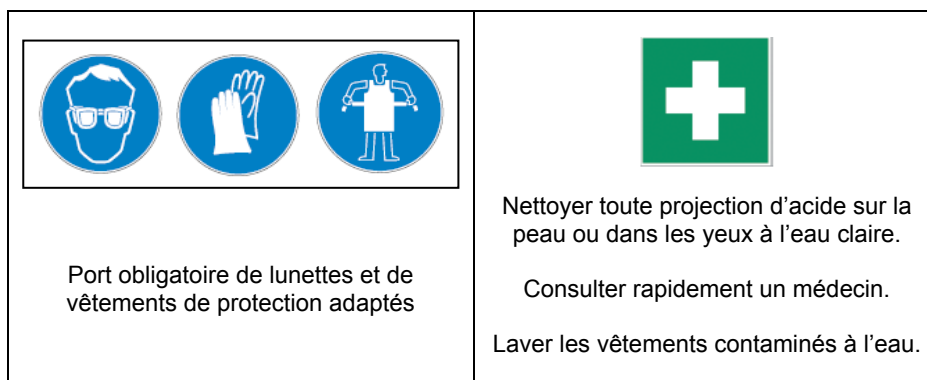 Port obligatoire de lunettes et de
vêtements de protection adaptés
Nettoyer toute projection d’acide sur la
peau ou dans les yeux à l’eau claire.
Consulter rapidement un médecin.
Laver les vêtements contaminés à l’eau.